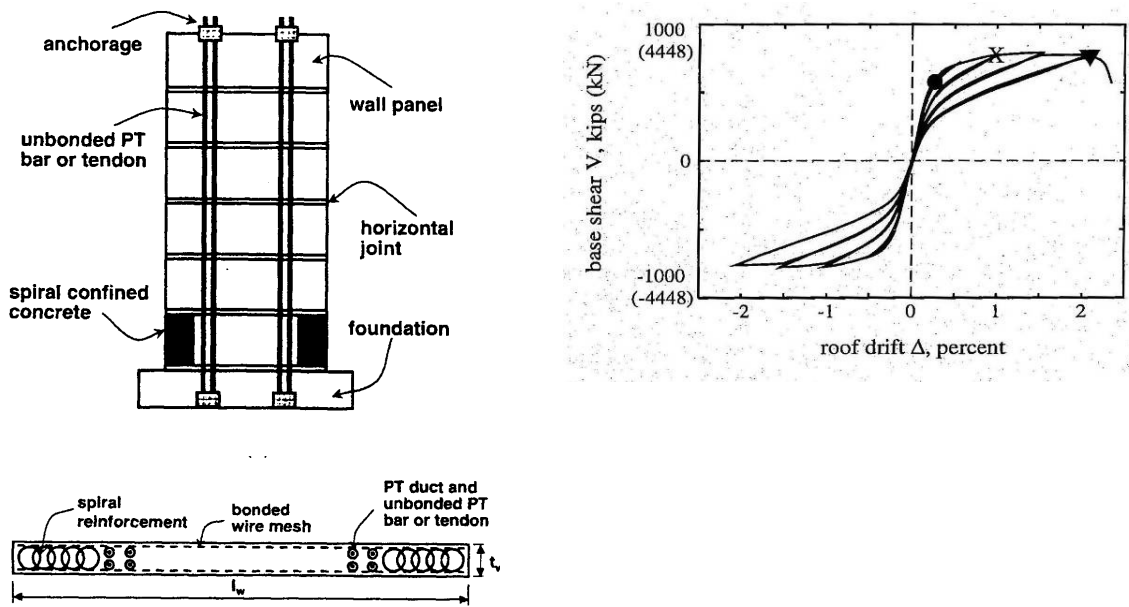 anchorage
wall panel
unbonded PT
bar or tendon
horizontal
joint
spiral confined
concrete
foundation
1000
(4448)
0
-1000
(-4448)
base shear V, kips (kN)
X
-2
-1
0
1
2
roof drift Δ, percent
spiral
reinforcement
bonded
wire mesh
PT duct and
unbonded PT
bar or tendon
lw